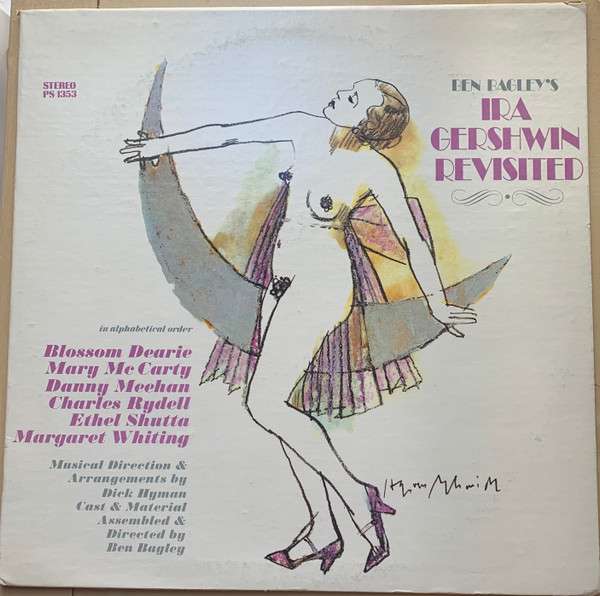 STEREO
PS 1353
BEN BAGLEY'S
IRA
GERSHWIN
REVISITED
in alphabetical order
Blossom Dearie
Mary Mc Carty
Danny Meehan
Charles Rydell
Ethel Shutta
Margaret Whiting
Musical Direction &
Arrangements by
Dick Hyman
Cast & Material
Assembled &
Directed by
Ben Bagley